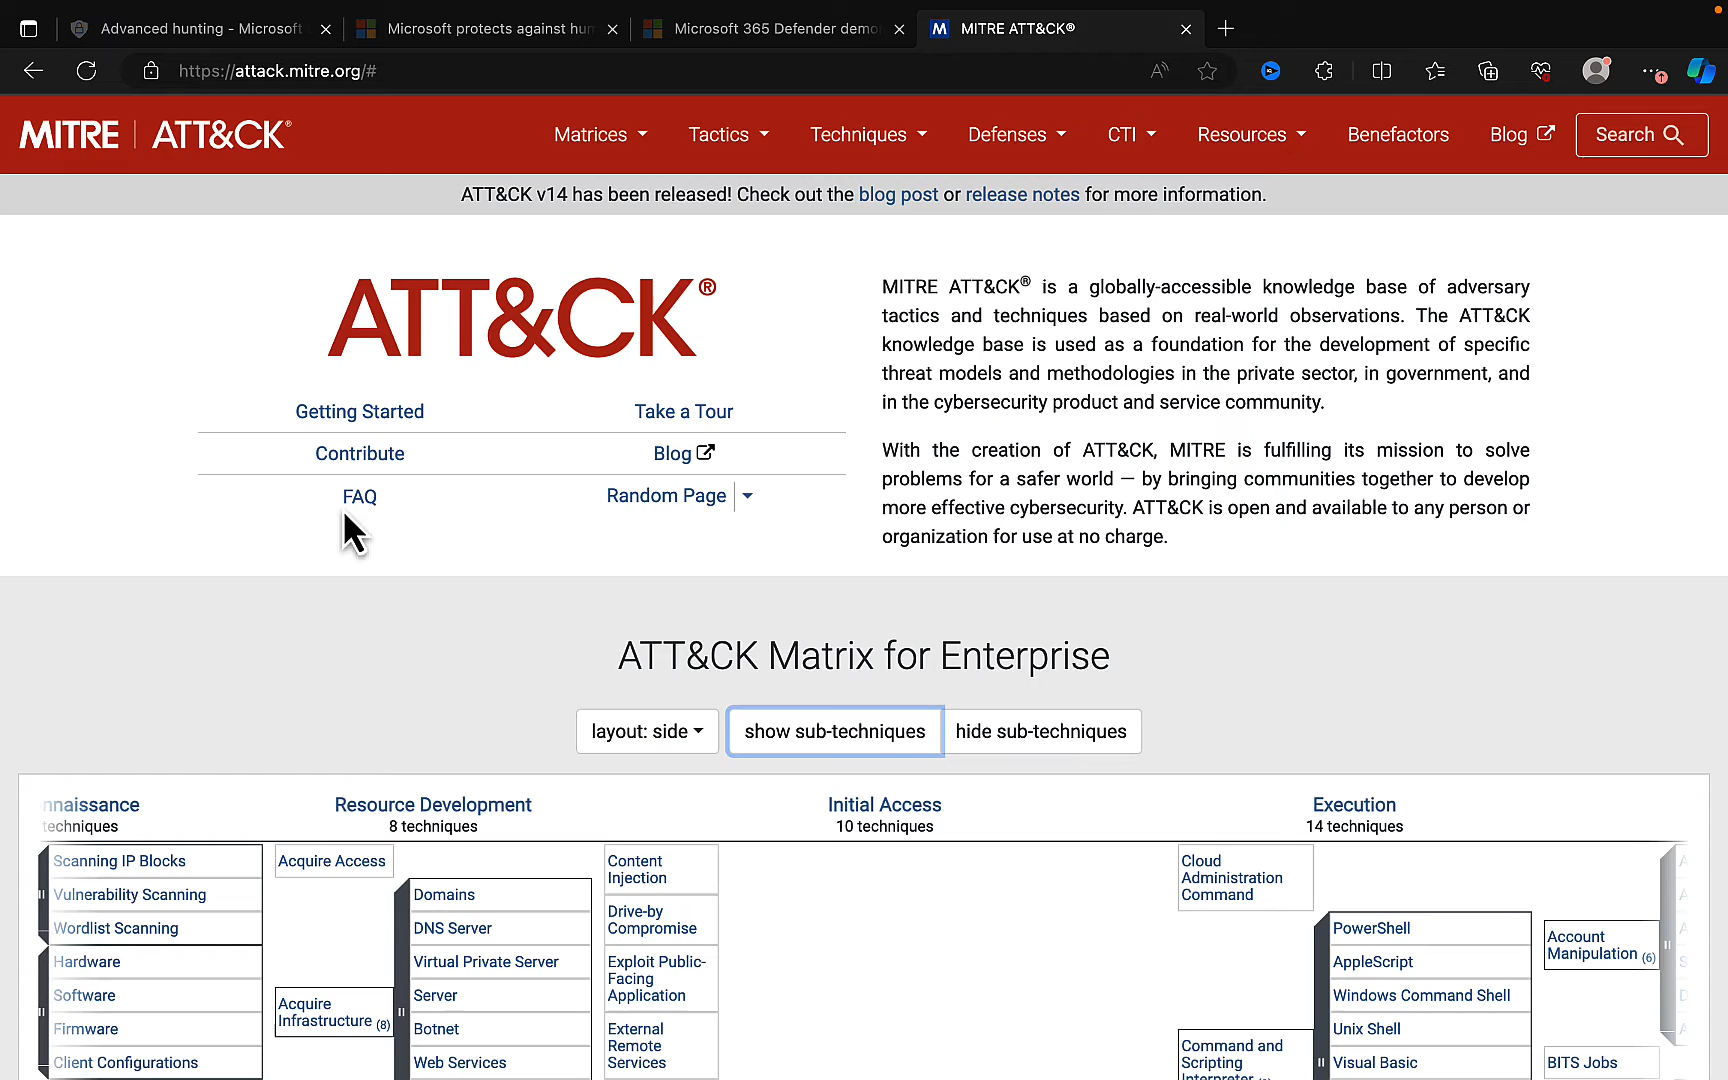 Advanced hunting - Microsoft
Microsoft protects against hum
Microsoft 365 Defender demo
M MITRE ATT&CK®
https://attack.mitre.org/#
MITRE | ATT&CK®
Matrices
Tactics
Techniques
Defenses
CTI
Resources
Benefactors
Blog
Search
ATT&CK v14 has been released! Check out the blog post or release notes for more information.
ATT&CK®
Getting Started
Take a Tour
Contribute
Blog
FAQ
Random Page
MITRE ATT&CK® is a globally-accessible knowledge base of adversary
tactics and techniques based on real-world observations. The ATT&CK
knowledge base is used as a foundation for the development of specific
threat models and methodologies in the private sector, in government, and
in the cybersecurity product and service community.
With the creation of ATT&CK, MITRE is fulfilling its mission to solve
problems for a safer world — by bringing communities together to develop
more effective cybersecurity. ATT&CK is open and available to any person or
organization for use at no charge.
ATT&CK Matrix for Enterprise
layout: side
show sub-techniques
hide sub-techniques
nnaissance
techniques
Resource Development
8 techniques
Initial Access
10 techniques
Execution
14 techniques
Scanning IP Blocks
Vulnerability Scanning
Wordlist Scanning
Hardware
Software
Firmware
Client Configurations
Acquire Access
Acquire
Infrastructure (8)
Domains
DNS Server
Virtual Private Server
Server
Botnet
Web Services
Content
Injection
Drive-by
Compromise
Exploit Public-
Facing
Application
External
Remote
Services
Cloud
Administration
Command
Command and
Scripting
PowerShell
AppleScript
Windows Command Shell
Unix Shell
Visual Basic
Account
Manipulation (6)
BITS Jobs